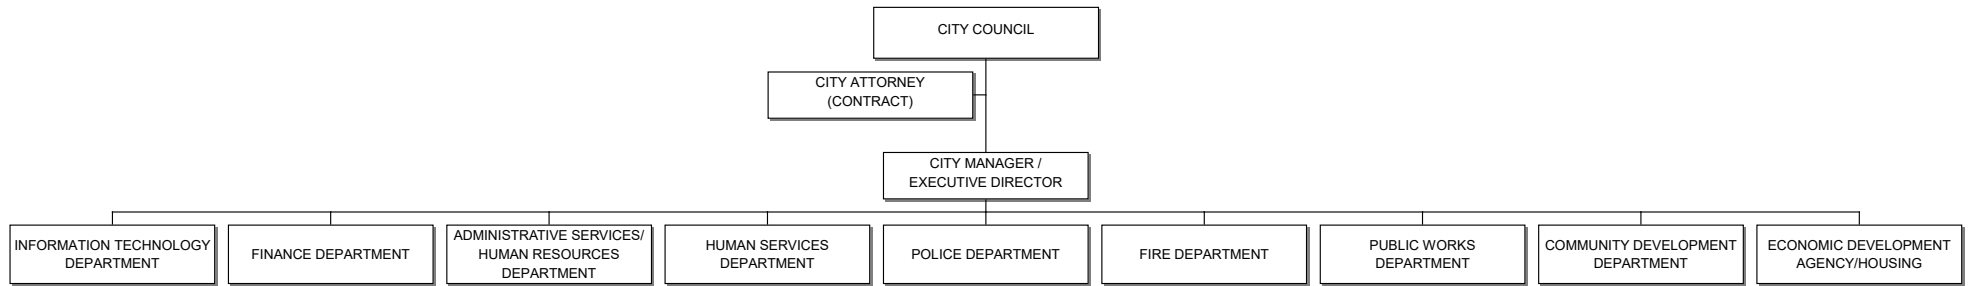 CITY COUNCIL
CITY ATTORNEY
(CONTRACT)
CITY MANAGER /
EXECUTIVE DIRECTOR
INFORMATION TECHNOLOGY
DEPARTMENT
FINANCE DEPARTMENT
ADMINISTRATIVE SERVICES/
HUMAN RESOURCES
DEPARTMENT
HUMAN SERVICES
DEPARTMENT
POLICE DEPARTMENT
FIRE DEPARTMENT
PUBLIC WORKS
DEPARTMENT
COMMUNITY DEVELOPMENT
DEPARTMENT
ECONOMIC DEVELOPMENT
AGENCY/HOUSING